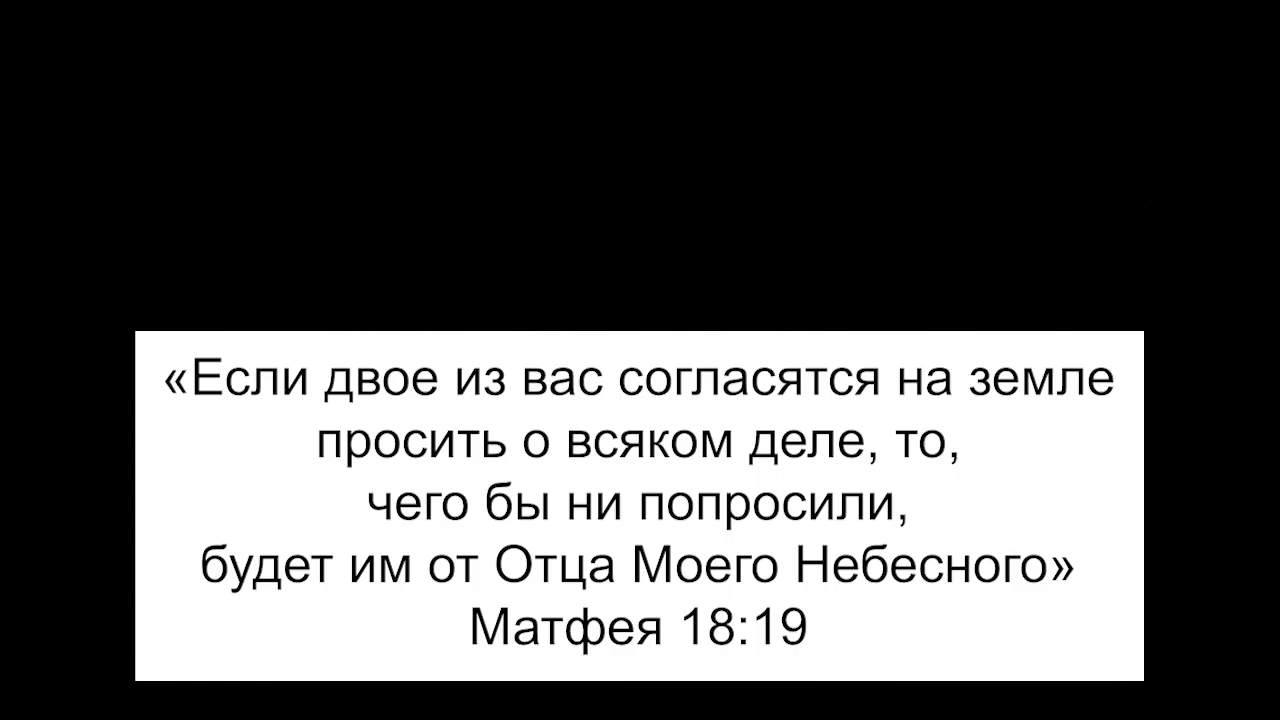 «Если двое из вас согласятся на земле
просить о всяком деле, то,
чего бы ни попросили,
будет им от Отца Моего Небесного»
Матфея 18:19